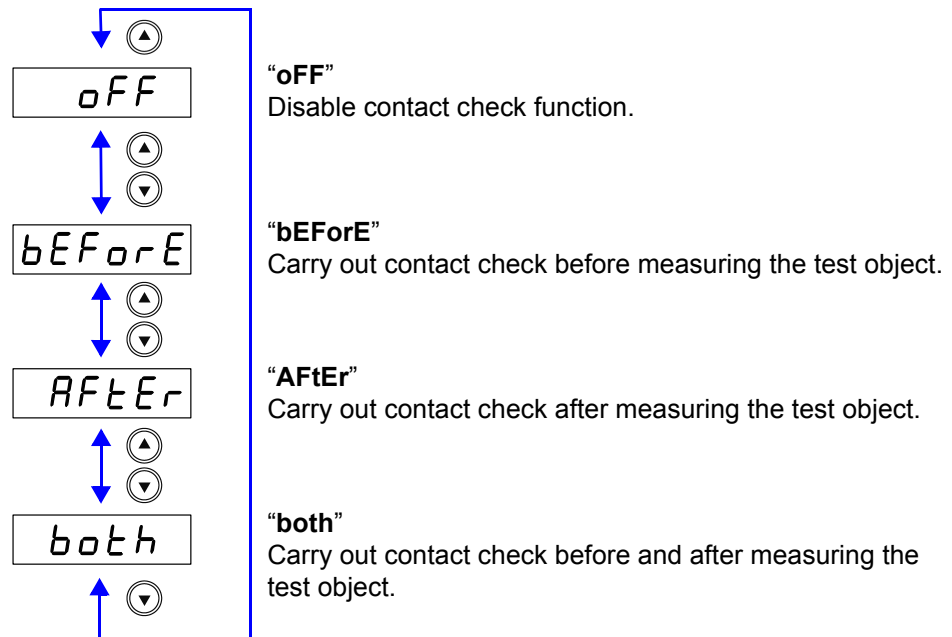 oFF
“oFF”
Disable contact check function.
bEForE
“bEForE”
Carry out contact check before measuring the test object.
AFtEr
“AFtEr”
Carry out contact check after measuring the test object.
both
“both”
Carry out contact check before and after measuring the
test object.